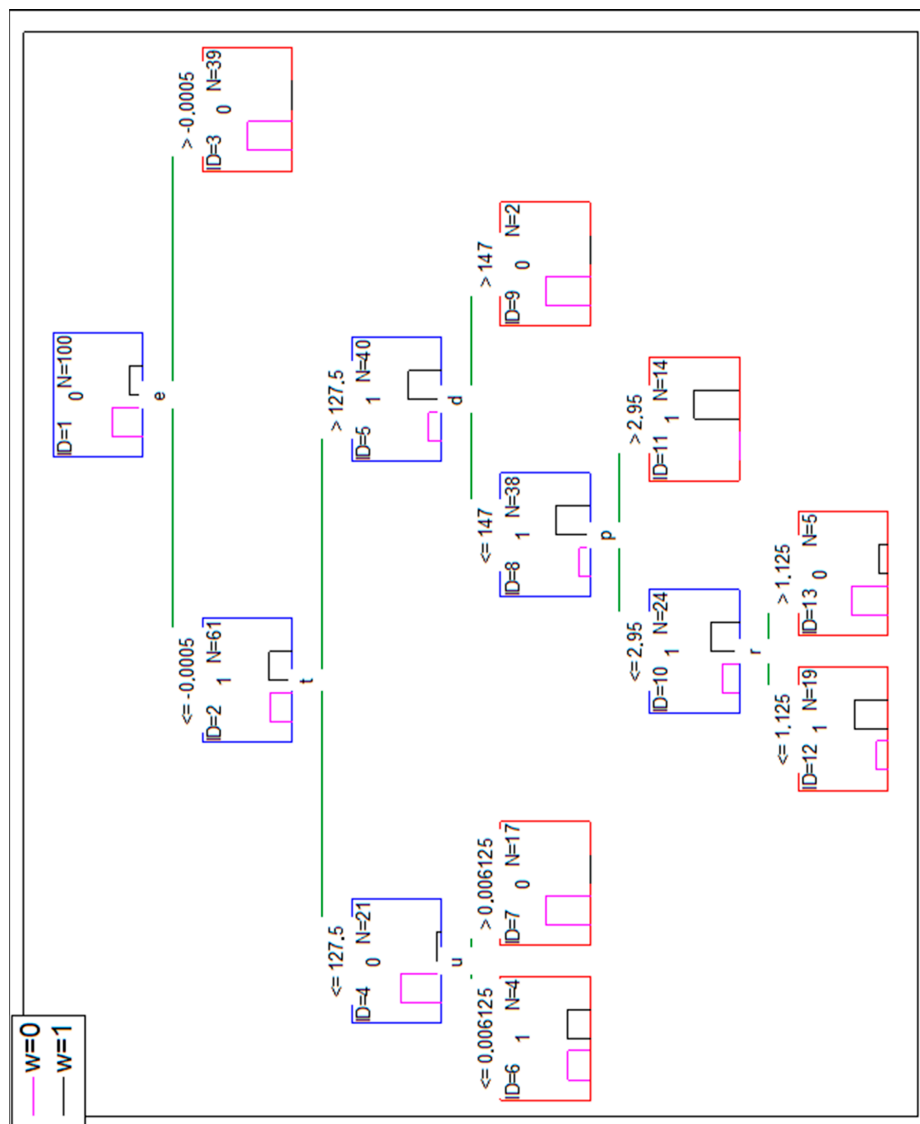 w=0
w=1
ID=1 N=100
0
e
<= -0.0005
> -0.0005
ID=2 N=61
1
t
ID=3 N=39
0
<= 127.5
> 127.5
ID=4 N=21
0
u
ID=5 N=40
1
d
<= 0.006125
> 0.006125
<= 147
> 147
ID=6 N=4
1
ID=7 N=17
0
ID=8 N=38
1
p
ID=9 N=2
0
<= 2.95
> 2.95
ID=10 N=24
1
r
ID=11 N=14
1
<= 1.125
> 1.125
ID=12 N=19
1
ID=13 N=5
0